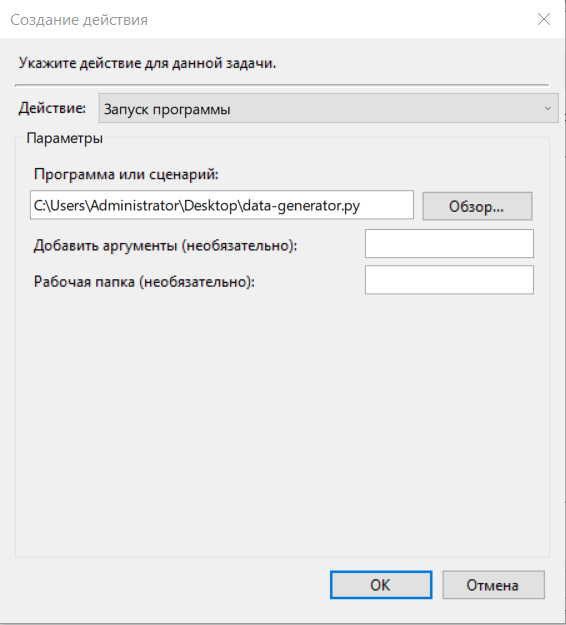 Создание действия
Укажите действие для данной задачи.
Действие: Запуск программы
Параметры
Программа или сценарий:
C:\Users\Administrator\Desktop\data-generator.py Обзор...
Добавить аргументы (необязательно):
Рабочая папка (необязательно):
OK Отмена